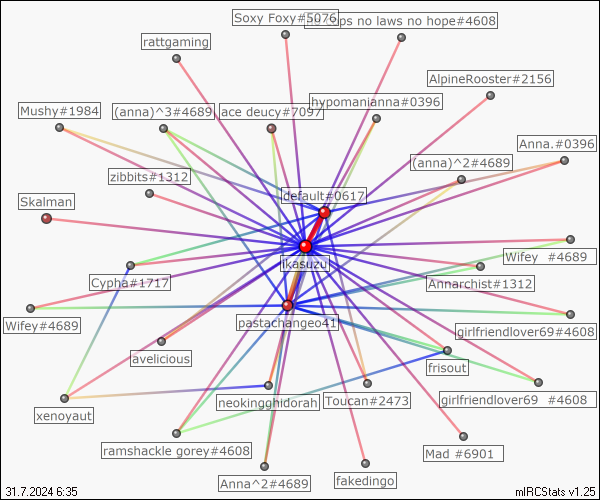 Soxy Foxy#5076
no cops no laws no hope#4608
rattgaming
AlpineRooster#2156
hypomanianna#0396
Mushy#1984
(anna)^3#4689
ace deucy#7097
Anna.#0396
(anna)^2#4689
zibbits#1312
default#0617
Skalman
Wifey #4689
ikasuzu
Cypha#1717
Annarchist#1312
Wifey#4689
pastachangeo41
girlfriendlover69#4608
avelicious
frisout
neokingghidorah
Toucan#2473
girlfriendlover69 #4608
xenoyaut
ramshackle gorey#4608
Mad #6901
Anna^2#4689
fakedingo
31.7.2024 6:35
mIRCStats v1.25